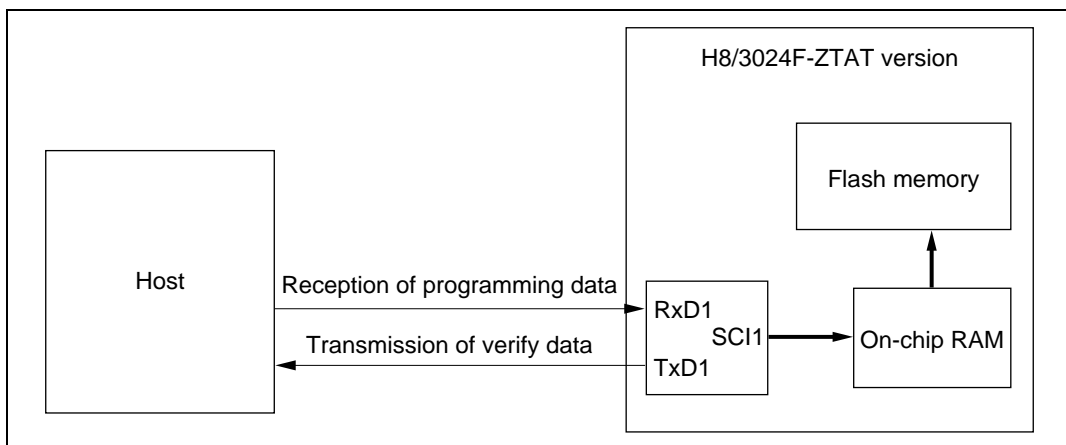 H8/3024F-ZTAT version
Flash memory
Host
Reception of programming data
RxD1
SCI1
On-chip RAM
Transmission of verify data
TxD1